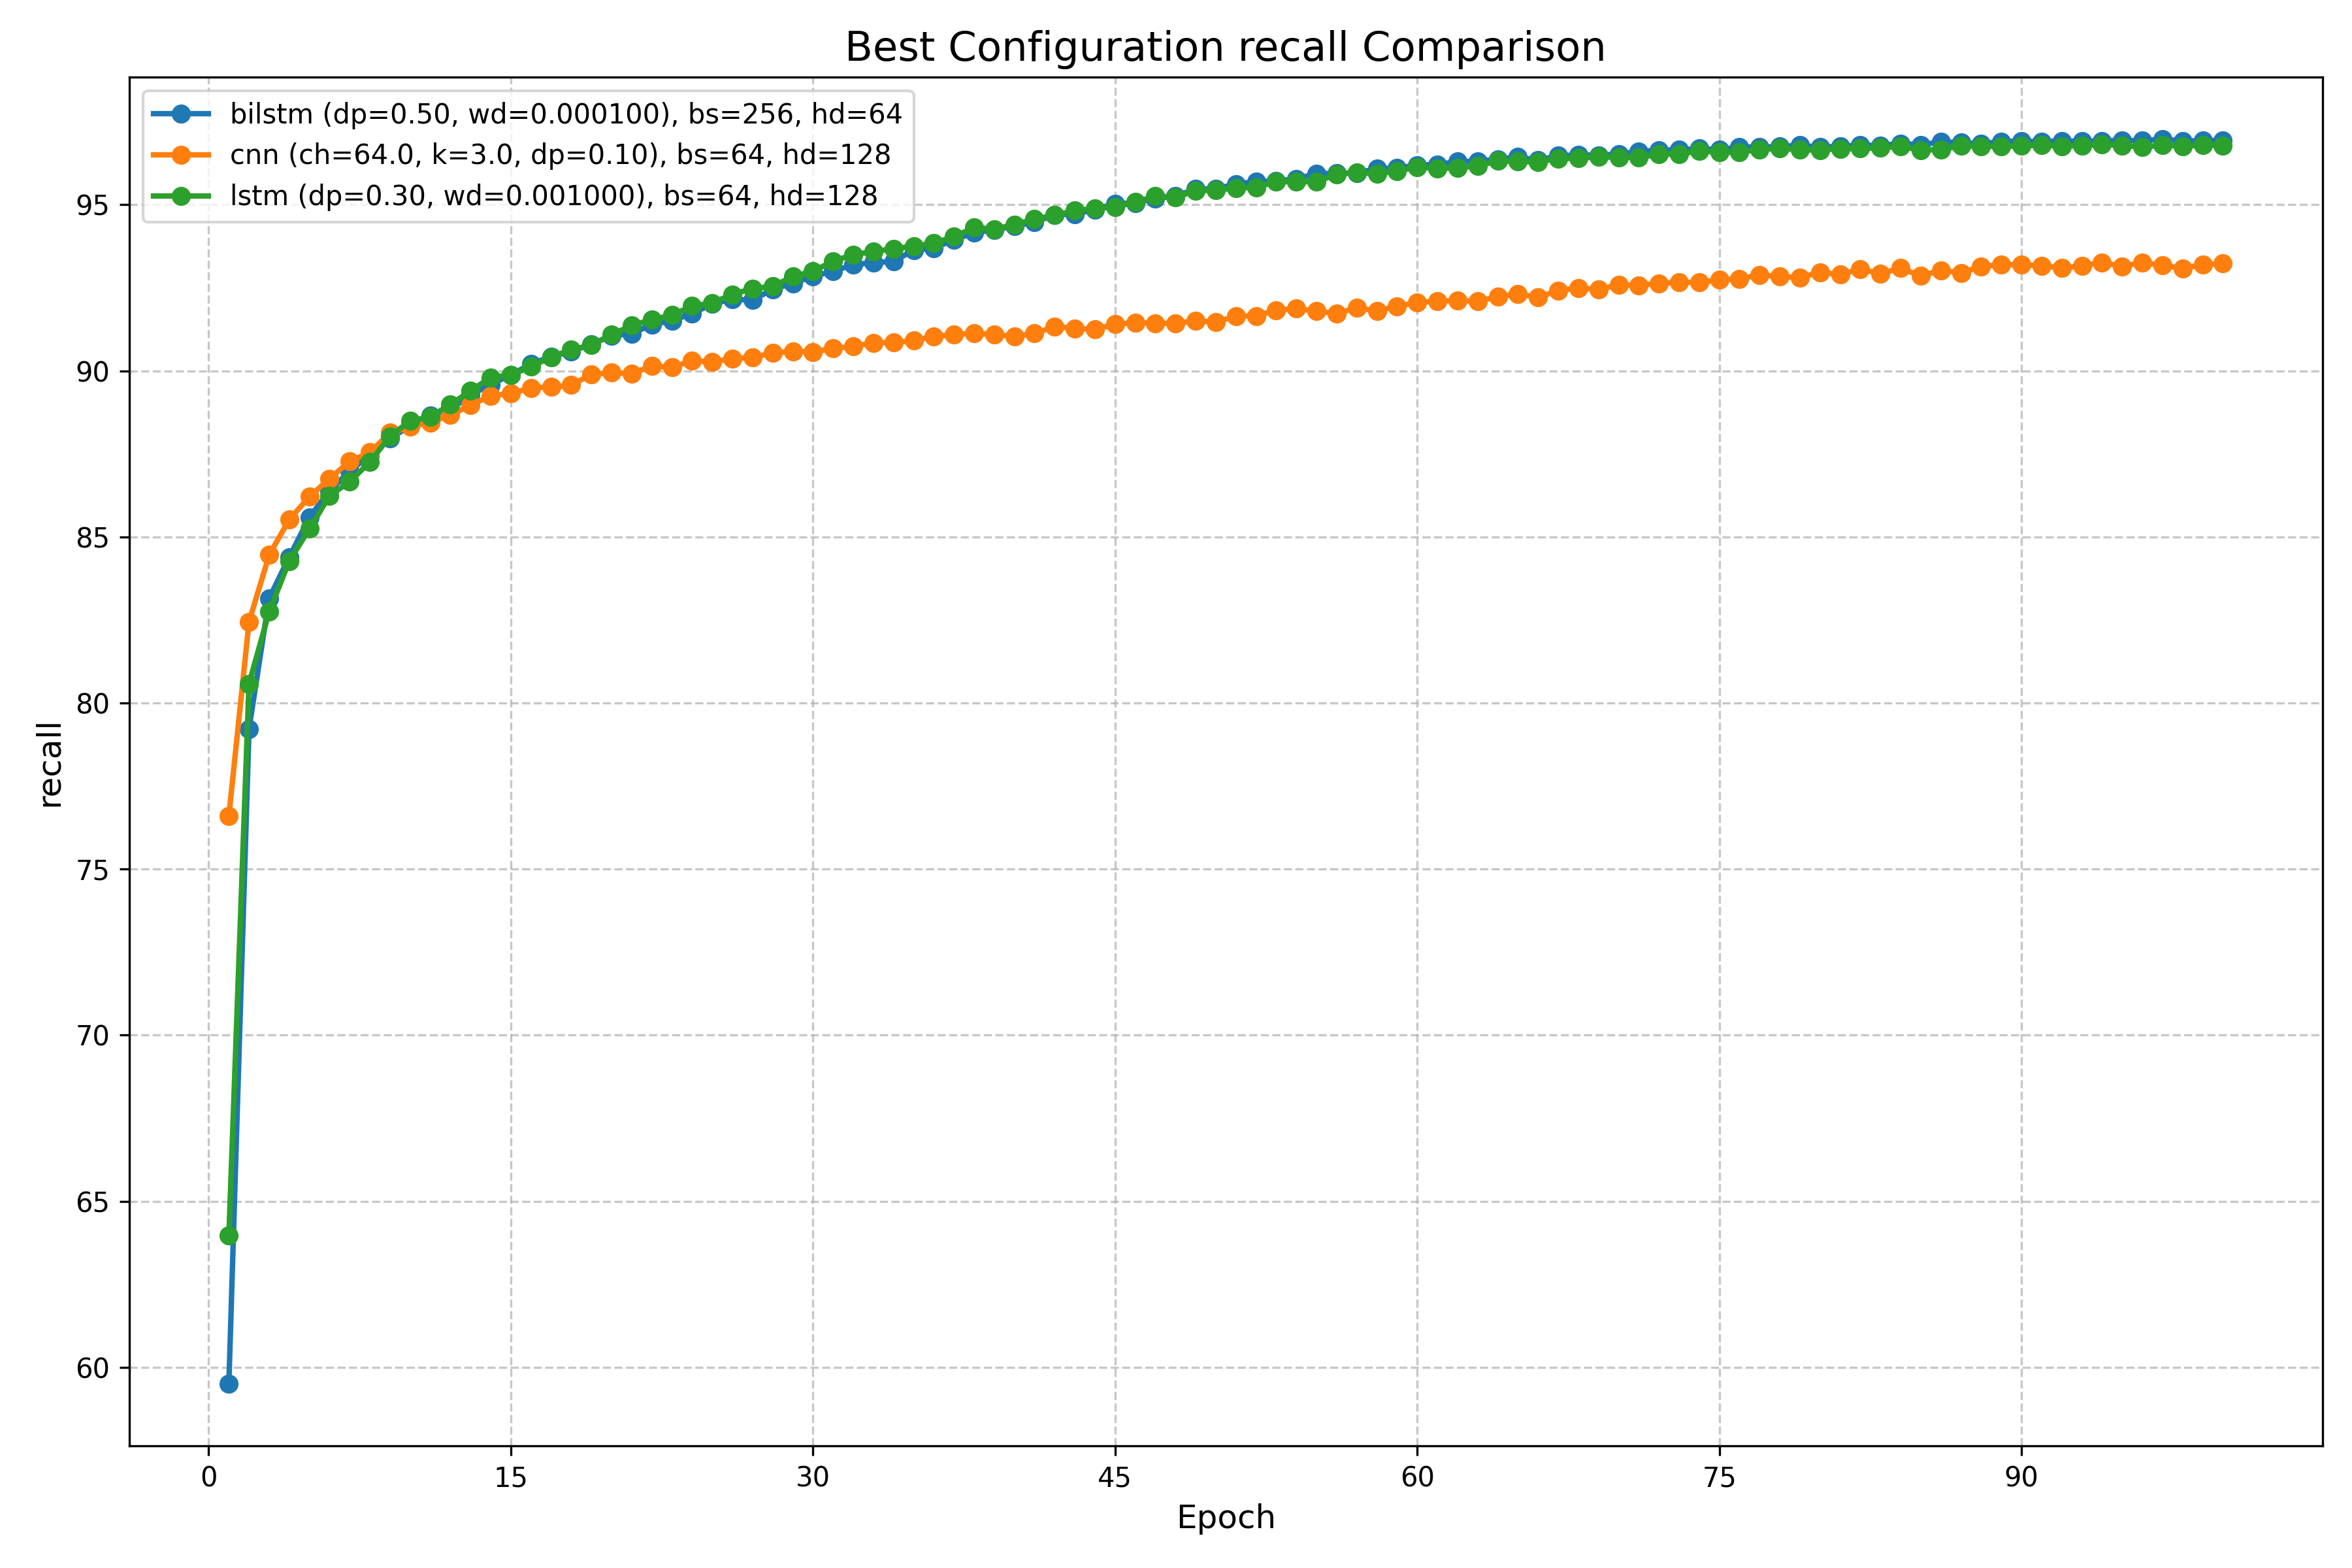 Best Configuration recall Comparison
bilstm (dp=0.50, wd=0.000100), bs=256, hd=64
cnn (ch=64.0, k=3.0, dp=0.10), bs=64, hd=128
lstm (dp=0.30, wd=0.001000), bs=64, hd=128
95
90
85
80
75
70
65
60
recall
0 15 30 45 60 75 90
Epoch